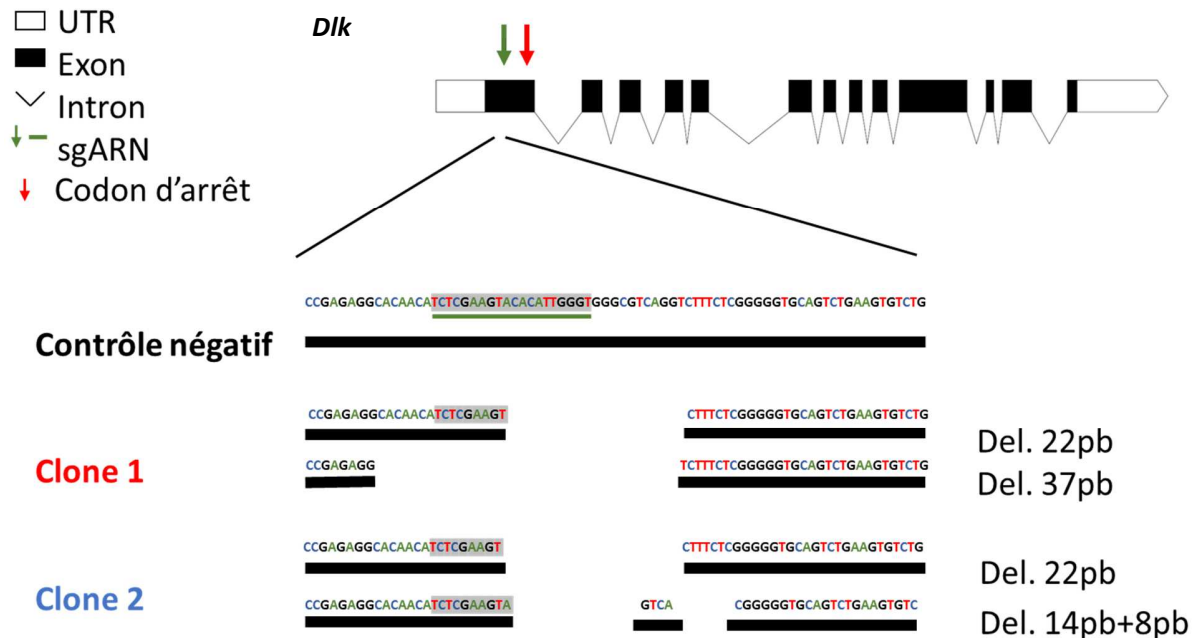 UTR
Dlk
Exon
Intron
sgARN
Codon d'arrêt
CCGAGAGGCACAACATCTCGAAGTACACATTGGGTGGGCGTCAGGTCTTTCTCGGGGGTGCAGTCTGAAGTGTCTG
Contrôle négatif
CCGAGAGGCACAACATCTCGAAGT CTTTCTCGGGGGTGCAGTCTGAAGTGTCTG
Del. 22pb
Clone 1
CCGAGAGG TCTTTCTCGGGGGTGCAGTCTGAAGTGTCTG
Del. 37pb
CCGAGAGGCACAACATCTCGAAGT CTTTCTCGGGGGTGCAGTCTGAAGTGTCTG
Del. 22pb
Clone 2
CCGAGAGGCACAACATCTCGAAGTA GTCA CGGGGGTGCAGTCTGAAGTGTC
Del. 14pb+8pb